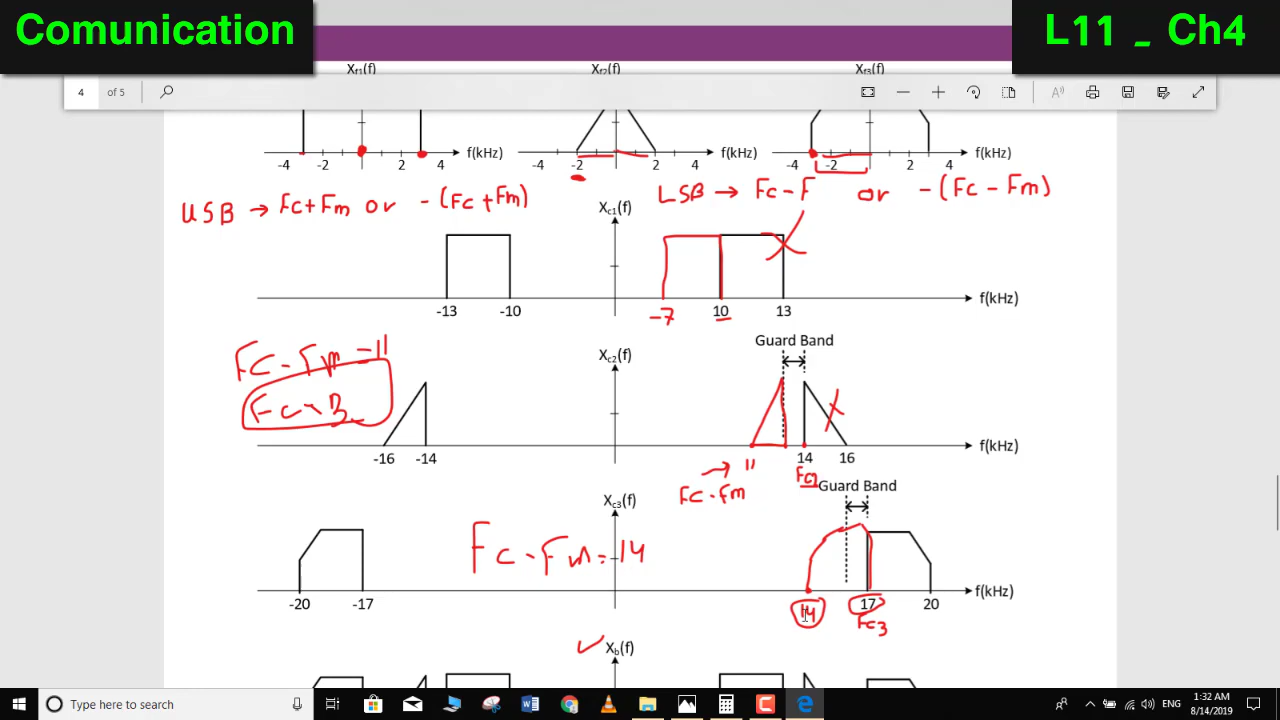 Comunication
L11 _ Ch4
Xf1(f)
Xf2(f)
Xf3(f)
4 of 5
-4 -2 2 4 f(kHz)
-4 -2 2 4 f(kHz)
-4 -2 2 4 f(kHz)
USB → Fc+Fm or -(Fc+Fm)
LSB → Fc-F or -(Fc-Fm)
Xc1(f)
-13 -10 -7 10 13 f(kHz)
Fc-Fm=11
Xc2(f)
Guard Band
-16 -14 14 16 f(kHz)
Fc-Fm → 11
Fc2
Xc3(f)
Guard Band
Fc-Fm=14
-20 -17 14 17 20 f(kHz)
Fc3
Xb(f)
Type here to search
ENG
1:32 AM
8/14/2019